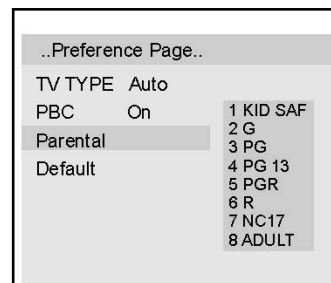 ..Preference Page..
TV TYPE Auto
PBC On
Parental
Default
1 KID SAF
2 G
3 PG
4 PG 13
5 PGR
6 R
7 NC17
8 ADULT